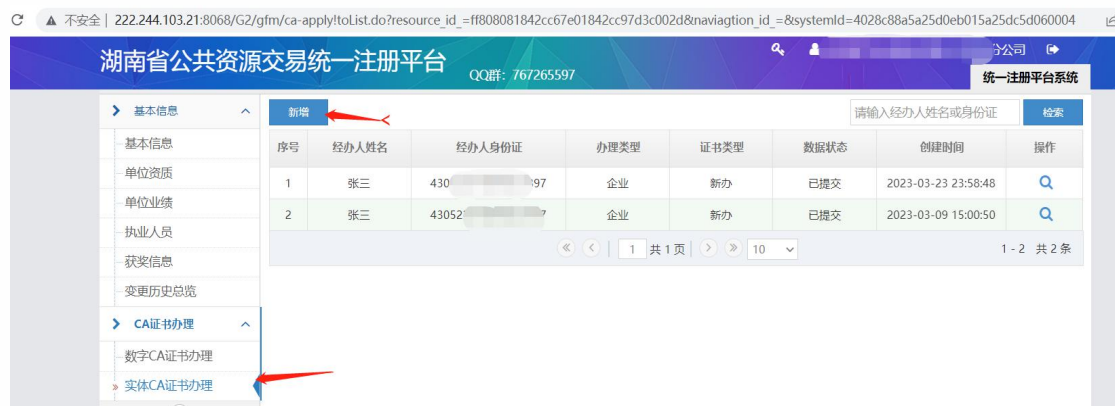 不安全 | 222.244.103.21:8068/G2/gfm/ca-apply!toList.do?resource_id_=ff808081842cc67e01842cc97d3c002d&naviagtion_id_=&systemId=4028c88a5a25d0eb015a25dc5d060004
湖南省公共资源交易统一注册平台 QQ群：767265597
公司
统一注册平台系统
基本信息
基本信息
单位资质
单位业绩
执业人员
获奖信息
变更历史总览
CA证书办理
数字CA证书办理
实体CA证书办理
新增 请输入经办人姓名或身份证 检索
序号 经办人姓名 经办人身份证 办理类型 证书类型 数据状态 创建时间 操作
1 张三 430 97 企业 新办 已提交 2023-03-23 23:58:48
2 张三 4305 企业 新办 已提交 2023-03-09 15:00:50
1 共1页 10 1 - 2 共2条